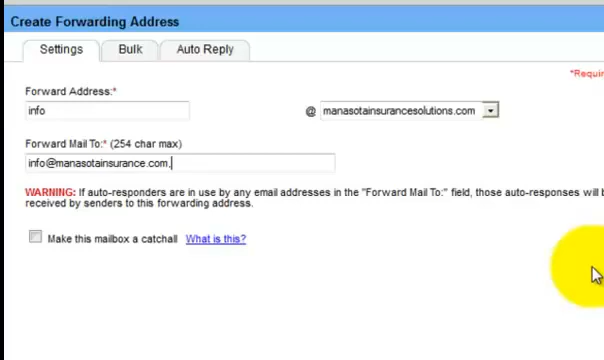 Create Forwarding Address
Settings Bulk Auto Reply
*Requir
Forward Address:*
info @ manasotainsurancesolutions.com
Forward Mail To:* (254 char max)
info@manasotainsurance.com.
WARNING: If auto-responders are in use by any email addresses in the "Forward Mail To:" field, those auto-responses will b
received by senders to this forwarding address.
Make this mailbox a catchall What is this?